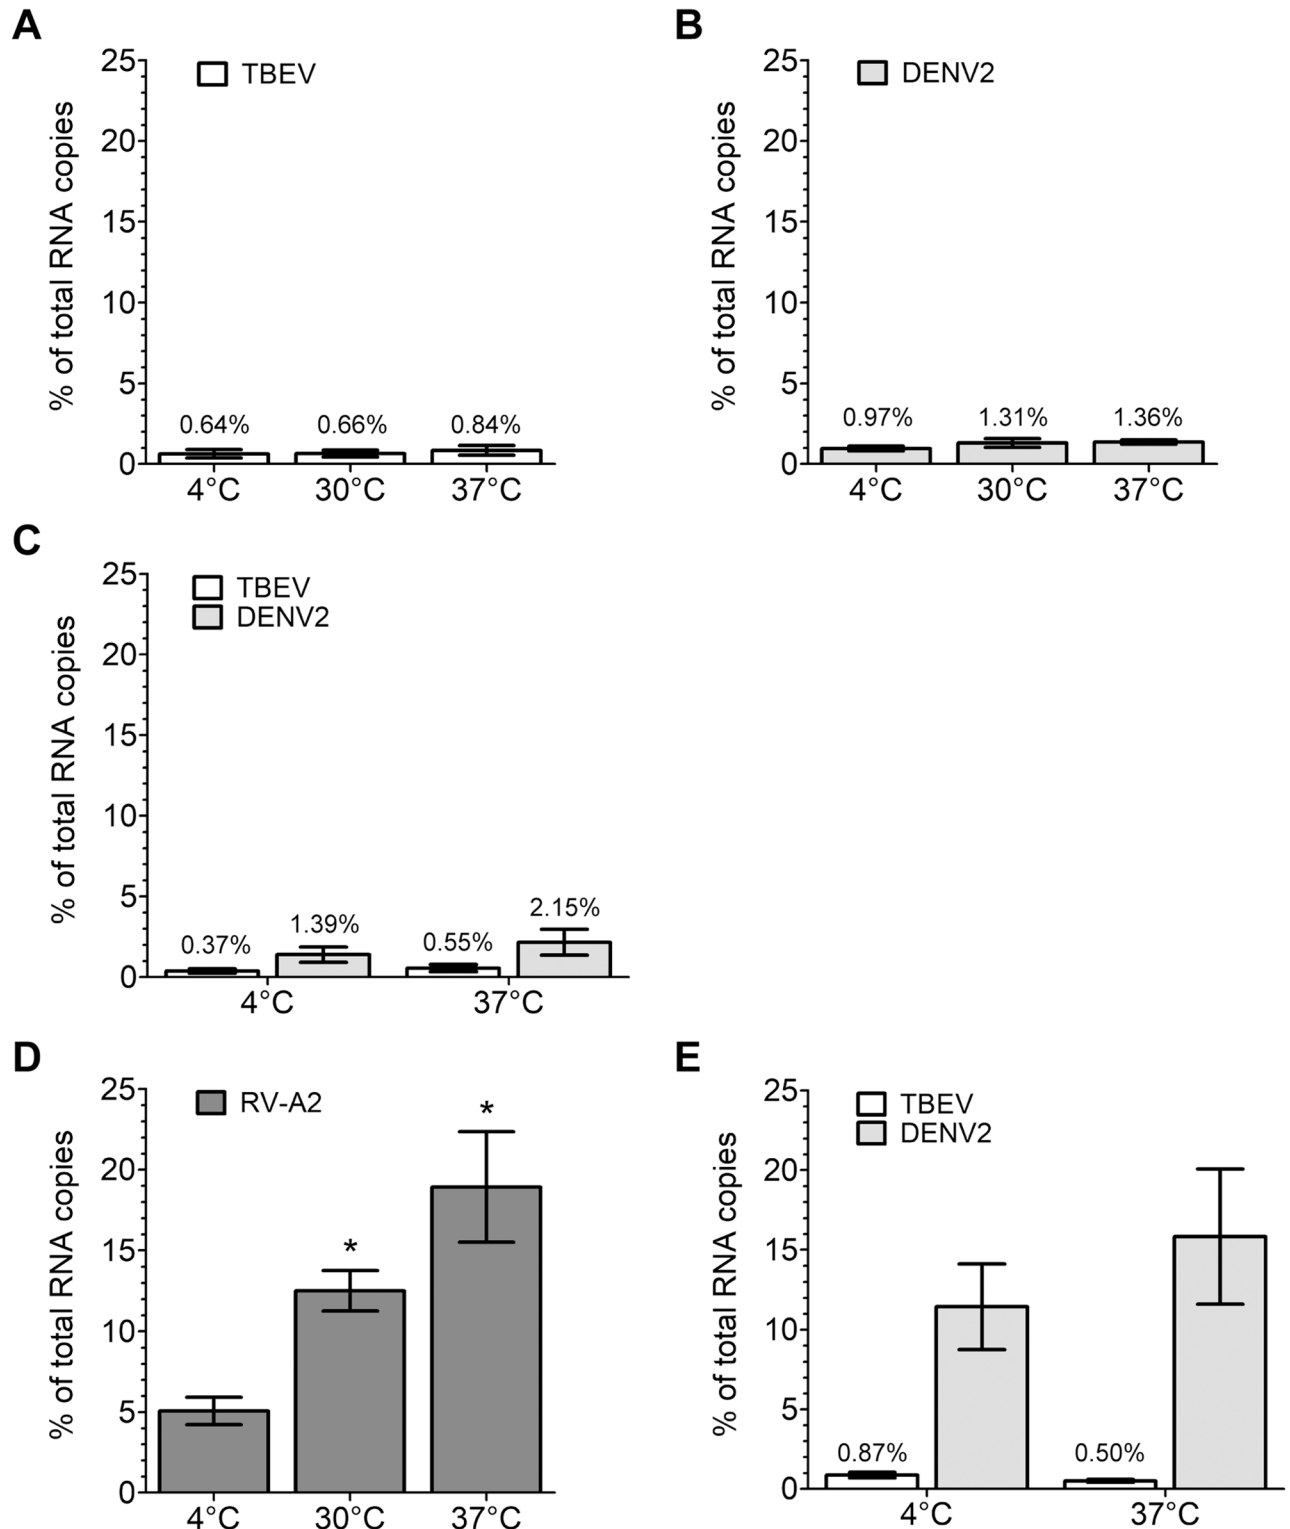 A
% of total RNA copies
25
20
15
10
5
0
TBEV
0.64%
0.66%
0.84%
4°C
30°C
37°C
B
% of total RNA copies
25
20
15
10
5
0
DENV2
0.97%
1.31%
1.36%
4°C
30°C
37°C
C
% of total RNA copies
25
20
15
10
5
0
TBEV
DENV2
0.37%
1.39%
0.55%
2.15%
4°C
37°C
D
% of total RNA copies
25
20
15
10
5
0
RV-A2
*
*
4°C
30°C
37°C
E
% of total RNA copies
25
20
15
10
5
0
TBEV
DENV2
0.87%
0.50%
4°C
37°C